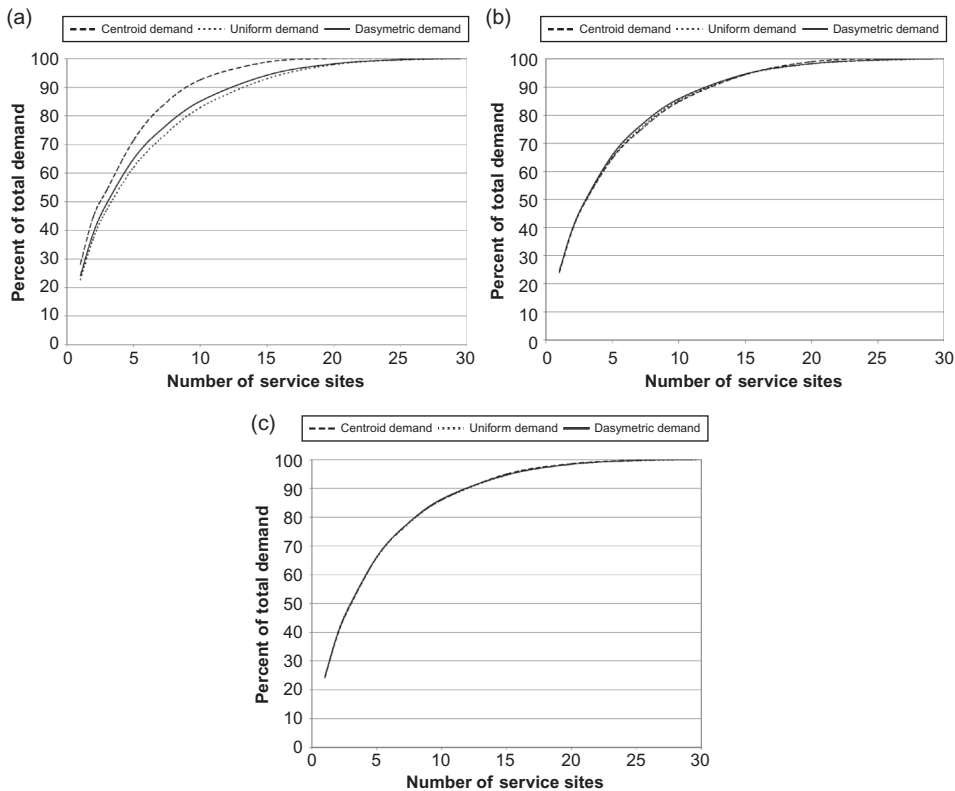 (a)
Centroid demand Uniform demand Dasymetric demand
100
90
80
70
60
50
40
30
20
10
0
Percent of total demand
0 5 10 15 20 25 30
Number of service sites
(b)
Centroid demand Uniform demand Dasymetric demand
100
90
80
70
60
50
40
30
20
10
0
Percent of total demand
0 5 10 15 20 25 30
Number of service sites
(c)
Centroid demand Uniform demand Dasymetric demand
100
90
80
70
60
50
40
30
20
10
0
Percent of total demand
0 5 10 15 20 25 30
Number of service sites